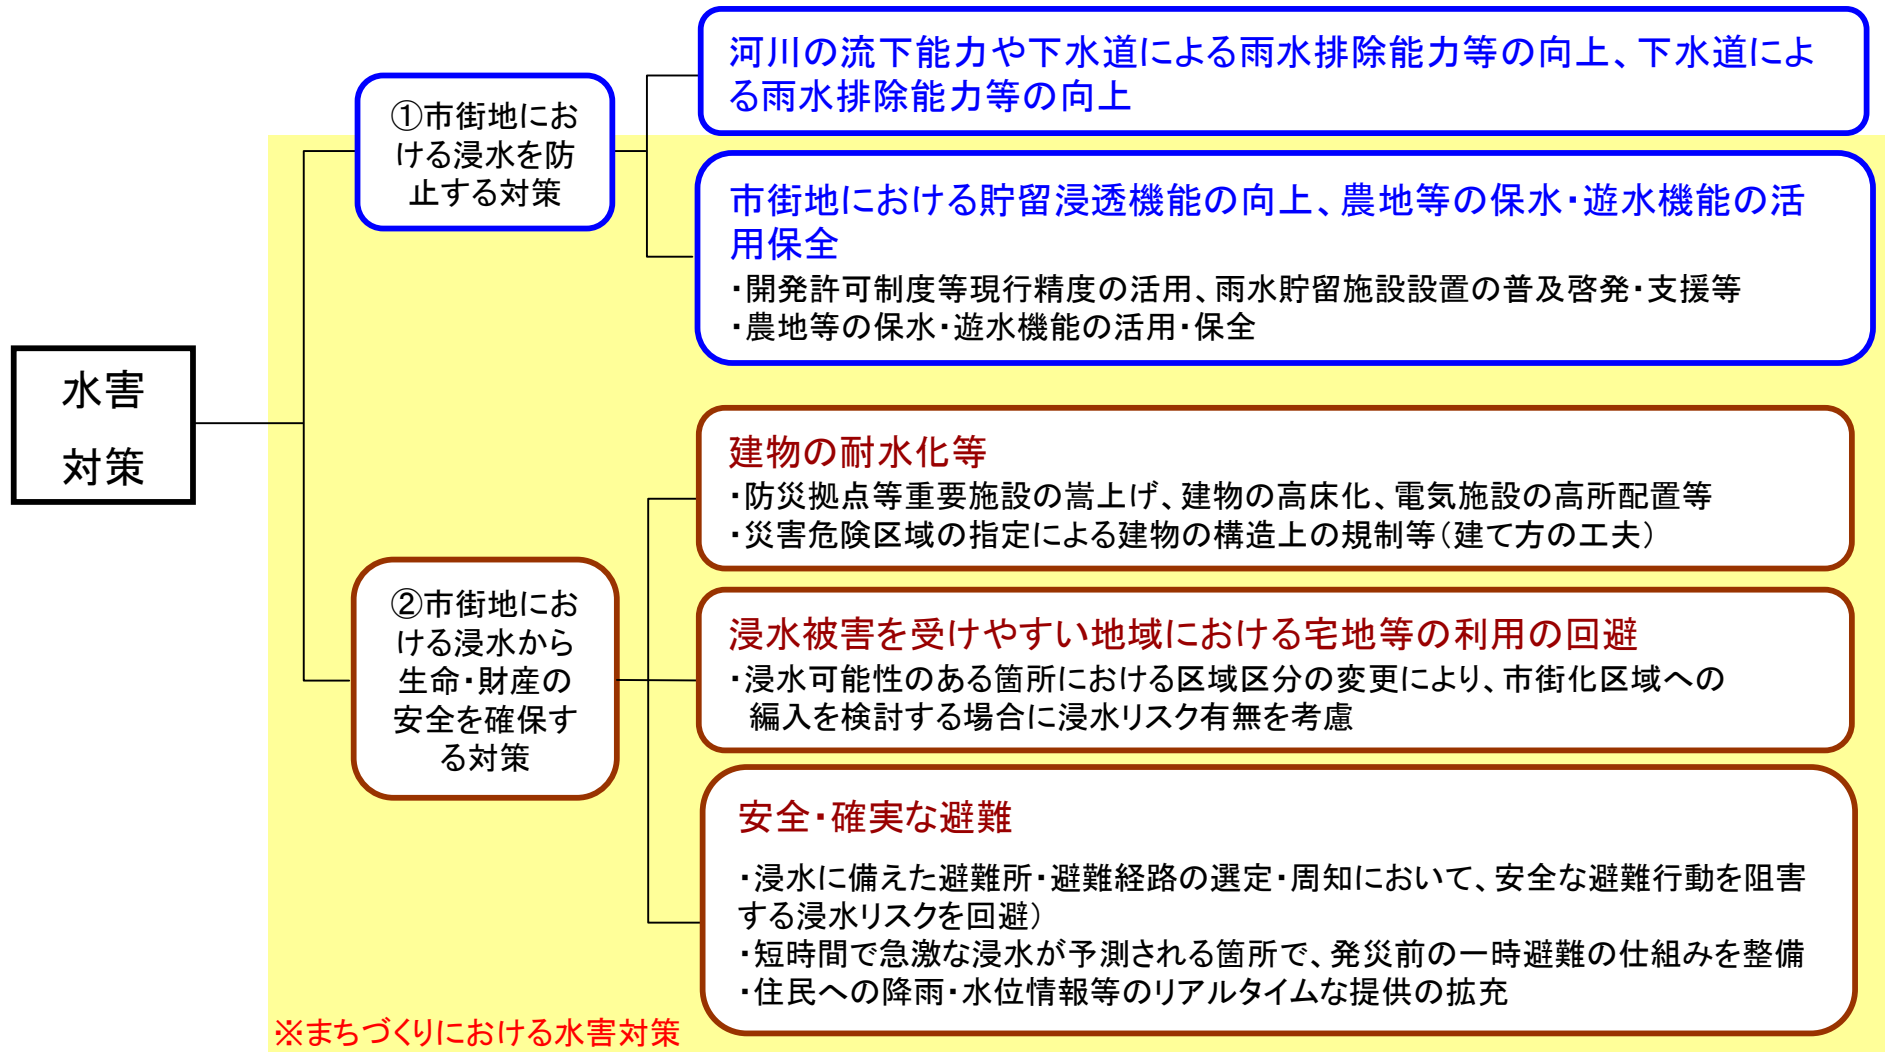 河川の流下能力や下水道による雨水排除能力等の向上、下水道によ
る雨水排除能力等の向上
①市街地にお
ける浸水を防
止する対策
市街地における貯留浸透機能の向上、農地等の保水・遊水機能の活
用保全
・開発許可制度等現行精度の活用、雨水貯留施設設置の普及啓発・支援等
・農地等の保水・遊水機能の活用・保全
水害
対策
建物の耐水化等
・防災拠点等重要施設の嵩上げ、建物の高床化、電気施設の高所配置等
・災害危険区域の指定による建物の構造上の規制等（建て方の工夫）
②市街地にお
ける浸水から
生命・財産の
安全を確保す
る対策
浸水被害を受けやすい地域における宅地等の利用の回避
・浸水可能性のある箇所における区域区分の変更により、市街化区域への
編入を検討する場合に浸水リスク有無を考慮
安全・確実な避難
・浸水に備えた避難所・避難経路の選定・周知において、安全な避難行動を阻害
する浸水リスクを回避）
・短時間で急激な浸水が予測される箇所で、発災前の一時避難の仕組みを整備
・住民への降雨・水位情報等のリアルタイムな提供の拡充
※まちづくりにおける水害対策